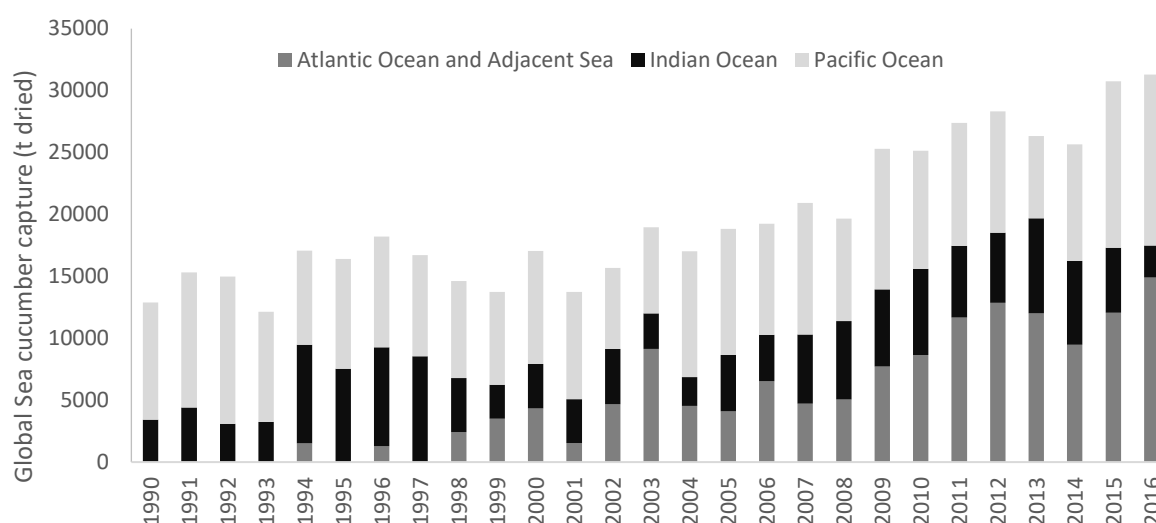 35000
30000
25000
20000
15000
10000
5000
0
Global Sea cucumber capture (t dried)
Atlantic Ocean and Adjacent Sea Indian Ocean Pacific Ocean
1990 1991 1992 1993 1994 1995 1996 1997 1998 1999 2000 2001 2002 2003 2004 2005 2006 2007 2008 2009 2010 2011 2012 2013 2014 2015 2016